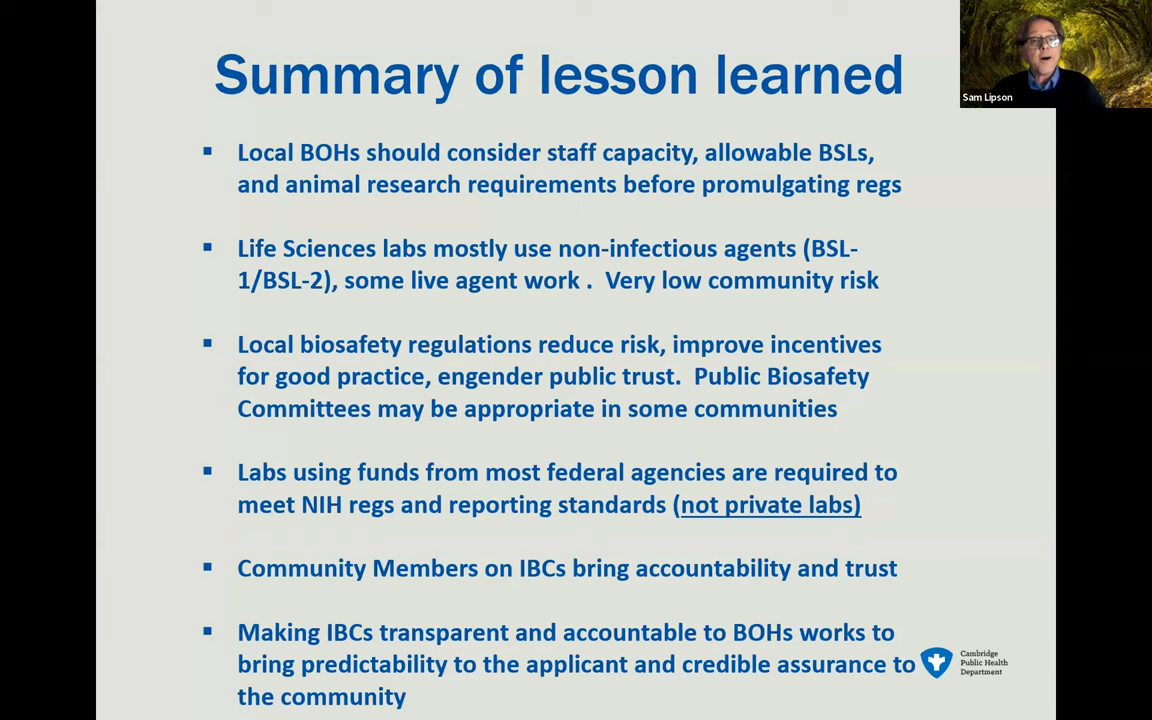 Summary of lesson learned
Sam Lipson
▪ Local BOHs should consider staff capacity, allowable BSLs,
and animal research requirements before promulgating regs
▪ Life Sciences labs mostly use non-infectious agents (BSL-
1/BSL-2), some live agent work . Very low community risk
▪ Local biosafety regulations reduce risk, improve incentives
for good practice, engender public trust. Public Biosafety
Committees may be appropriate in some communities
▪ Labs using funds from most federal agencies are required to
meet NIH regs and reporting standards (not private labs)
▪ Community Members on IBCs bring accountability and trust
▪ Making IBCs transparent and accountable to BOHs works to
bring predictability to the applicant and credible assurance to
the community
Cambridge
Public Health
Department